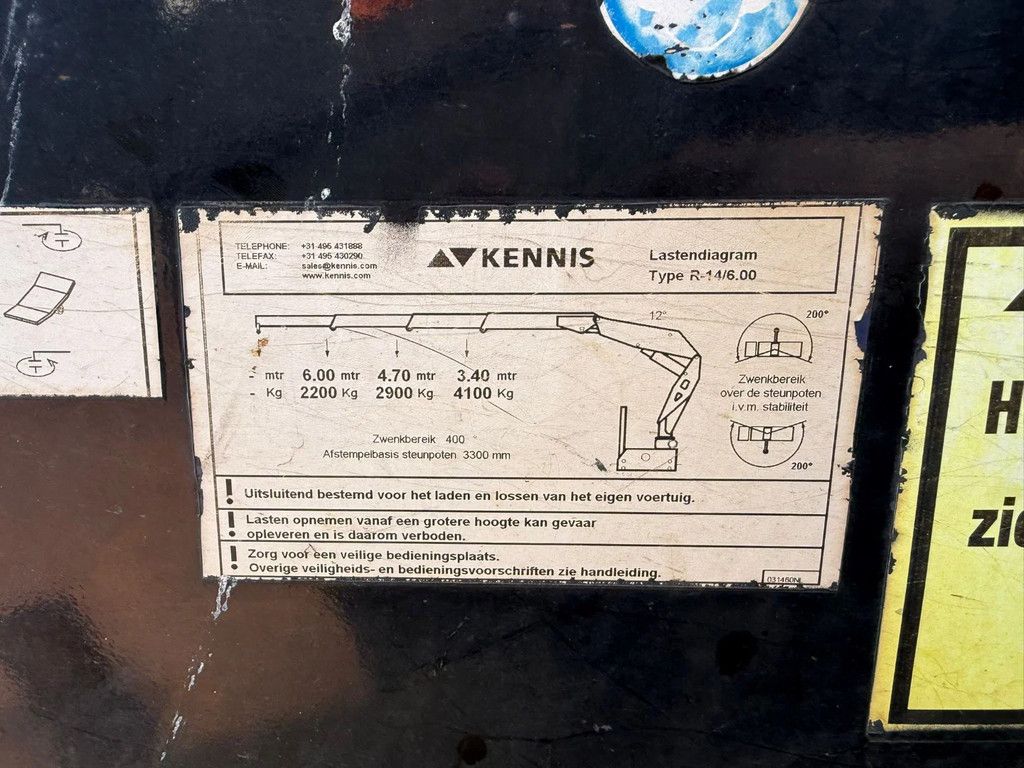 TELEPHONE: +31 495 431888
TELEFAX: +31 495 430290
E-MAIL: sales@kennis.com
www.kennis.com
KENNIS
Lastendiagram
Type R-14/6.00
12°
200°
- mtr 6.00 mtr 4.70 mtr 3.40 mtr
- Kg 2200 Kg 2900 Kg 4100 Kg
Zwenkbereik
over de steunpoten
i.v.m. stabiliteit
200°
Zwenkbereik 400 °
Afstempelbasis steunpoten 3300 mm
! Uitsluitend bestemd voor het laden en lossen van het eigen voertuig.
! Lasten opnemen vanaf een grotere hoogte kan gevaar
opleveren en is daarom verboden.
! Zorg voor een veilige bedieningsplaats.
Overige veiligheids- en bedieningsvoorschriften zie handleiding.
031460NL
H
zie